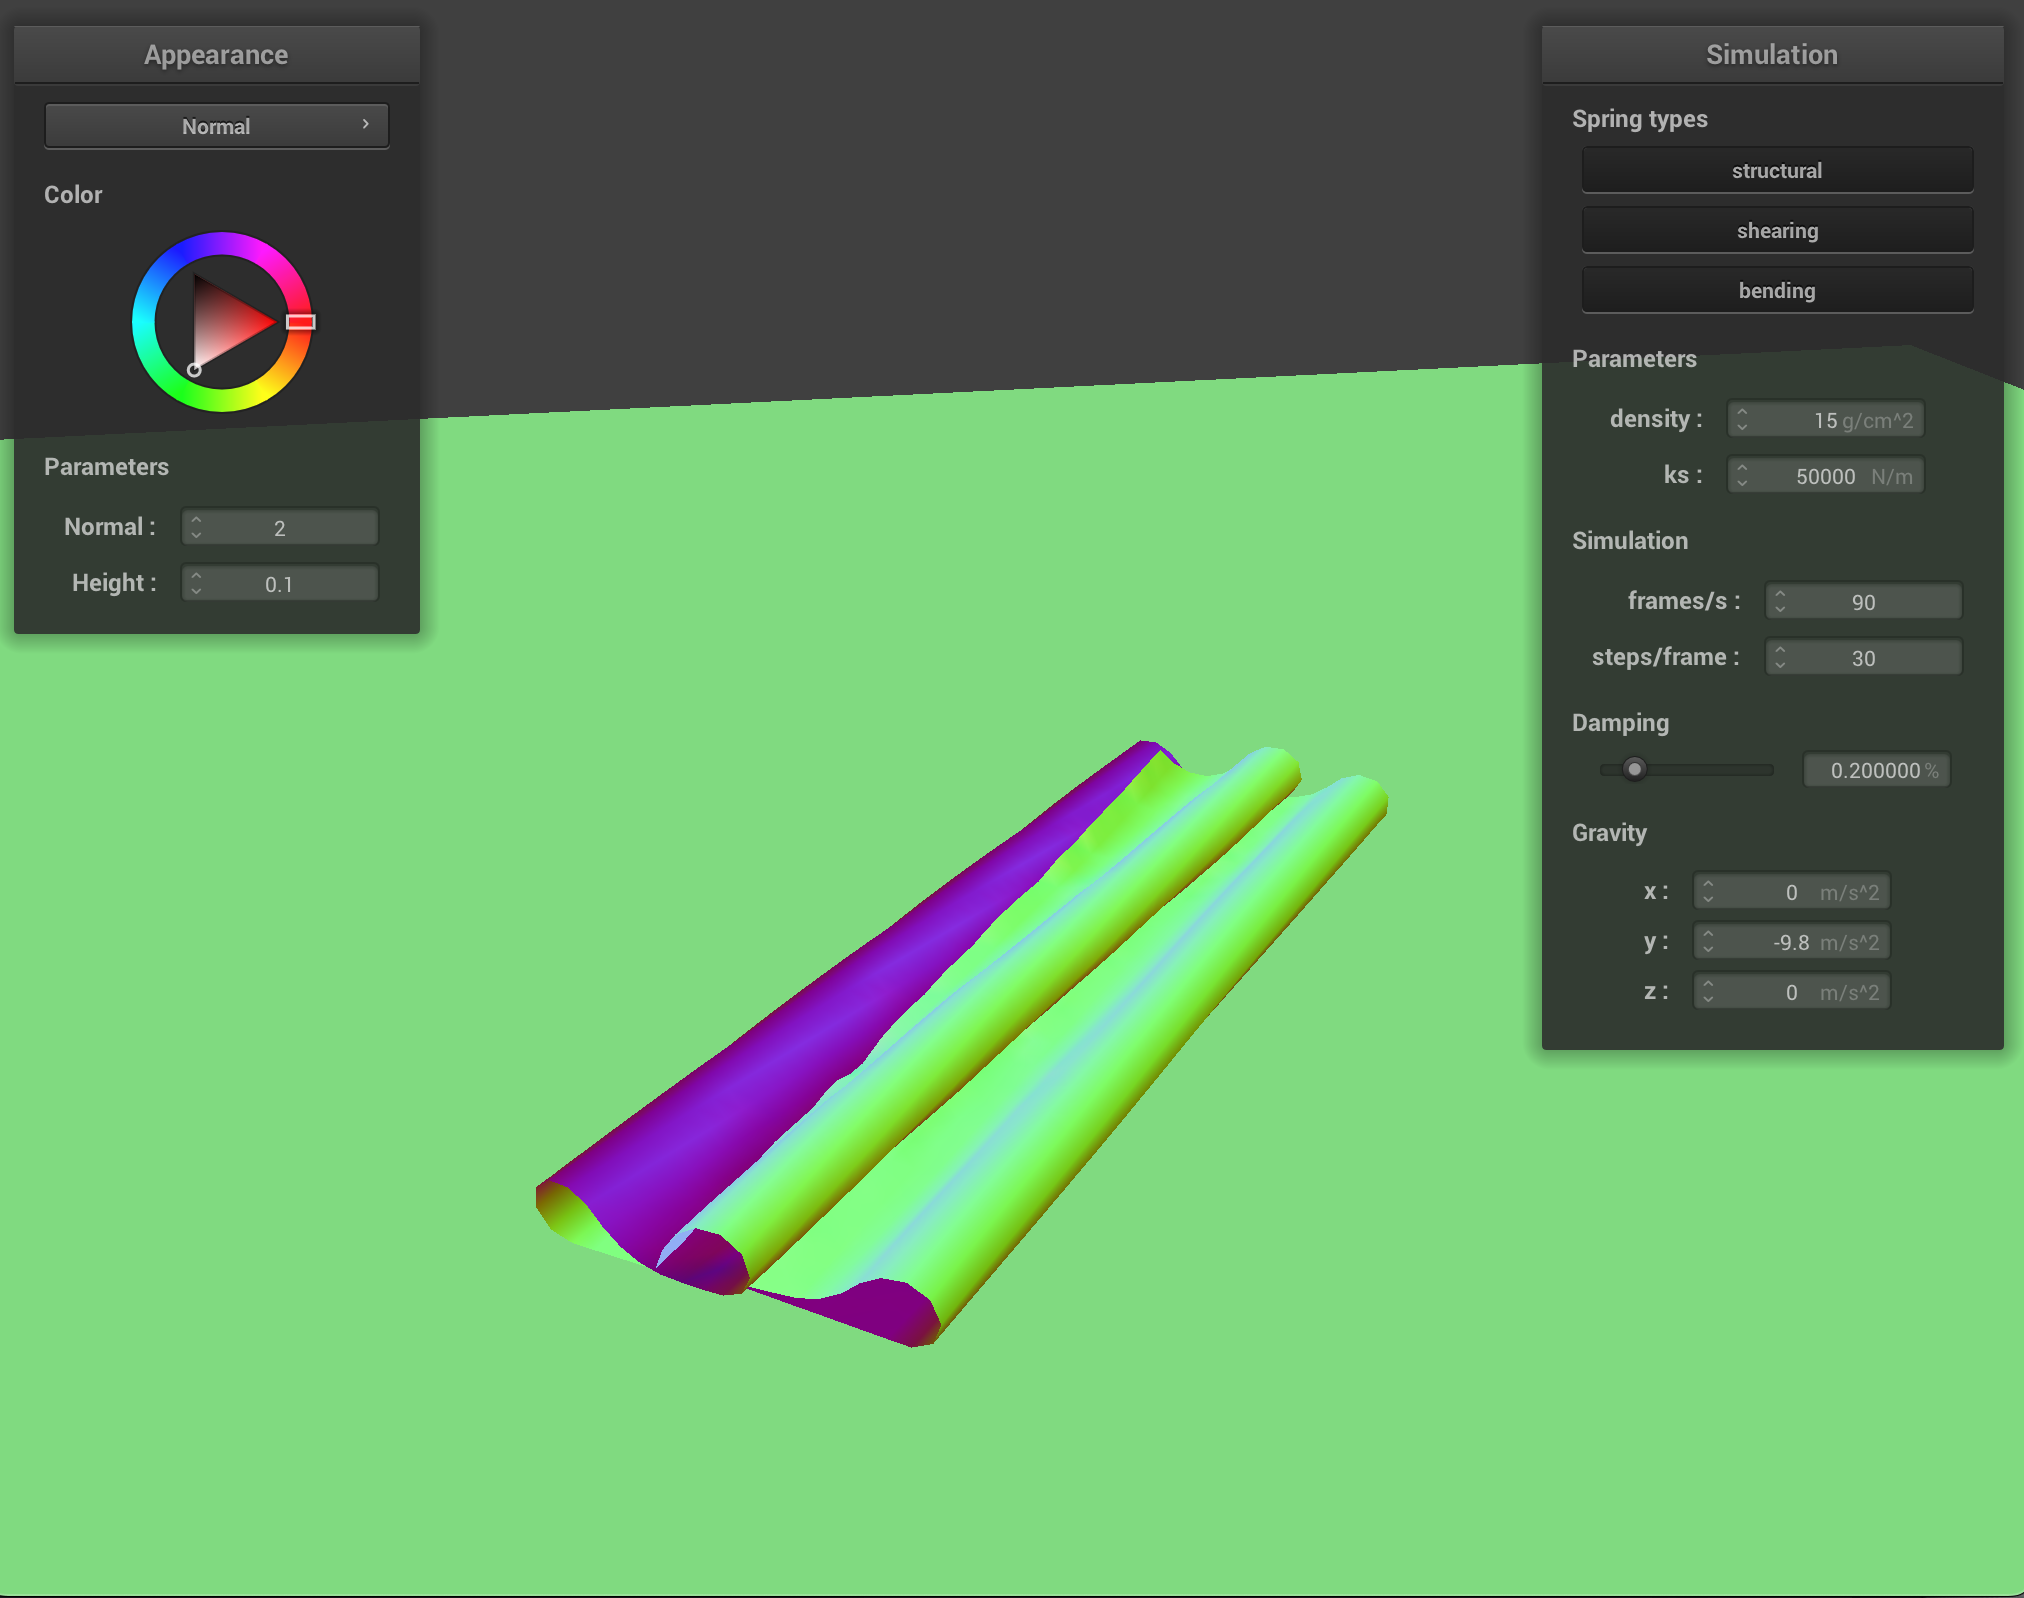 Appearance
Normal
Color
Parameters
Normal : 2
Height : 0.1
Simulation
Spring types
structural
shearing
bending
Parameters
density : 15 g/cm^2
ks : 50000 N/m
Simulation
frames/s : 90
steps/frame : 30
Damping
0.200000 %
Gravity
x : 0 m/s^2
y : -9.8 m/s^2
z : 0 m/s^2